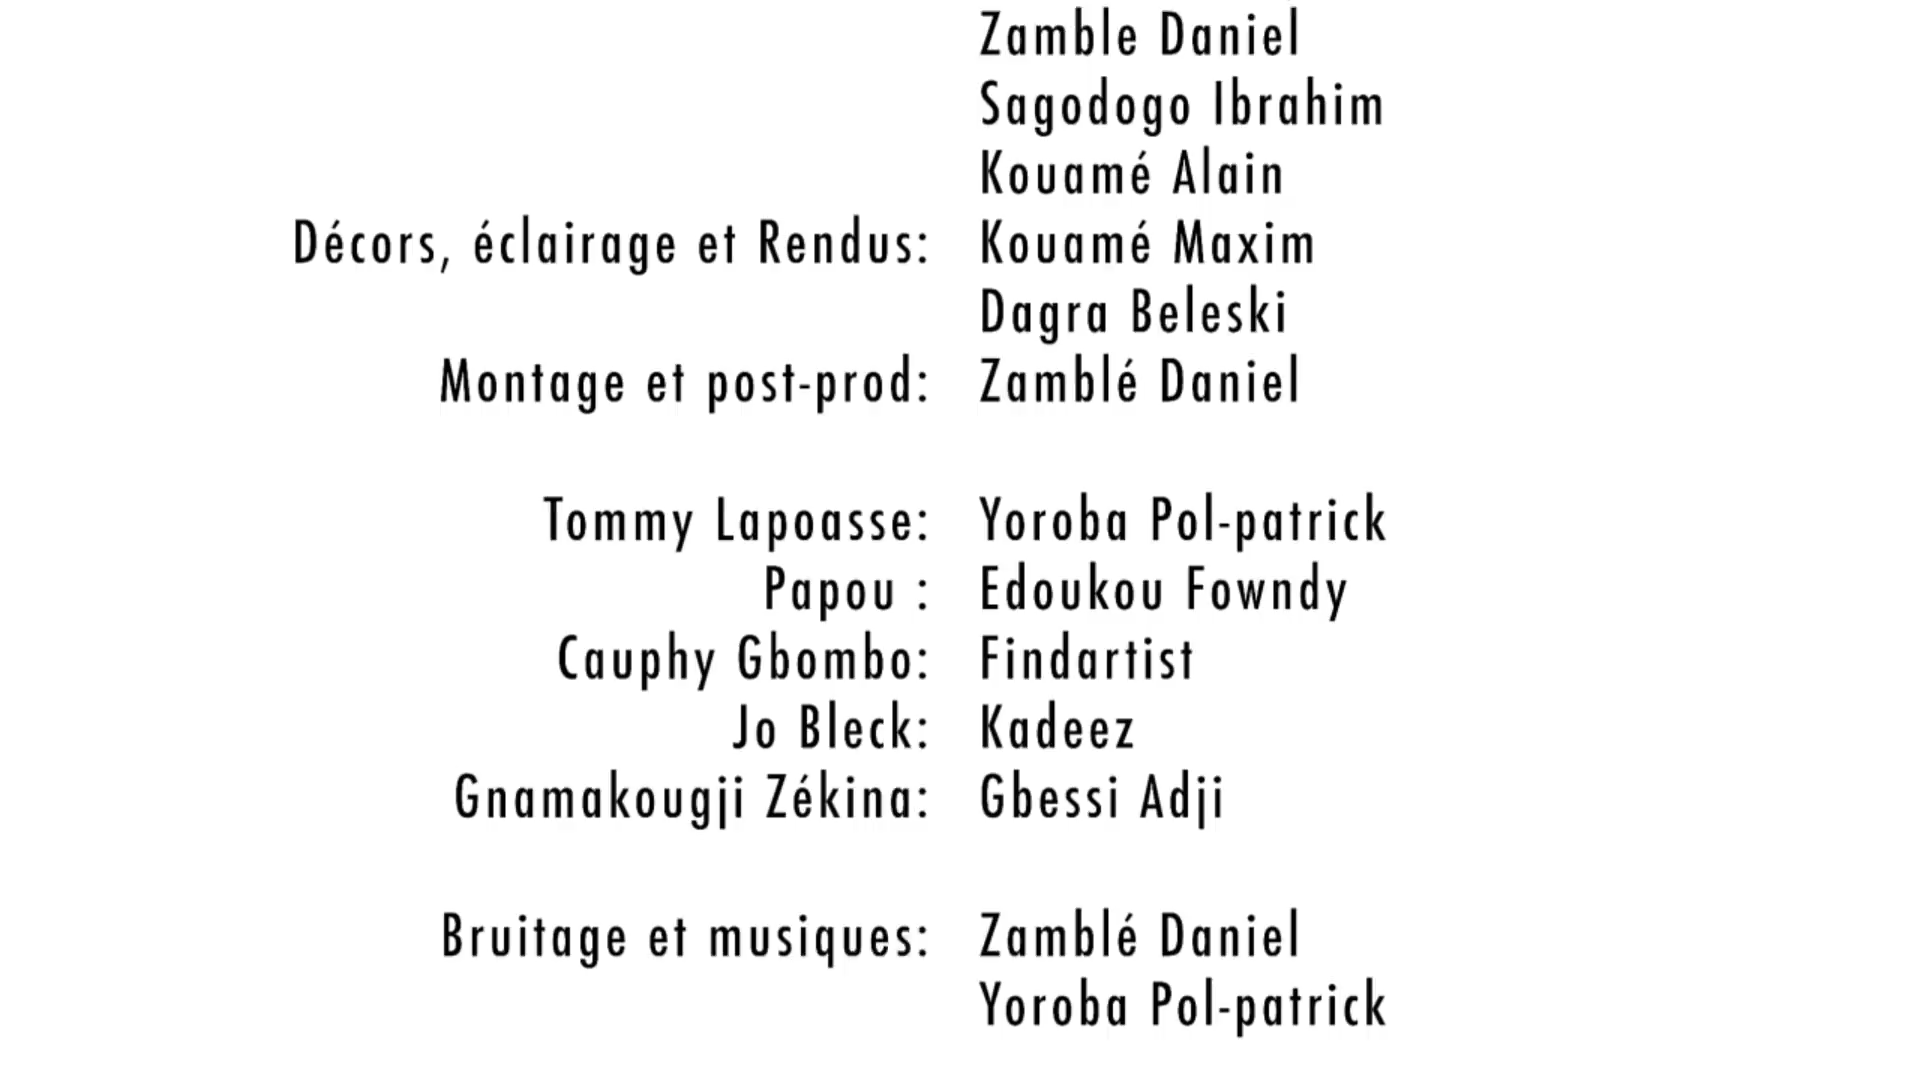 Zamble Daniel
Sagodogo Ibrahim
Kouamé Alain
Décors, éclairage et Rendus: Kouamé Maxim
Dagra Beleski
Montage et post-prod: Zamblé Daniel
Tommy Lapoasse: Yoroba Pol-patrick
Papou : Edoukou Fowndy
Cauphy Gbombo: Findartist
Jo Bleck: Kadeez
Gnamakougji Zékina: Gbessi Adji
Bruitage et musiques: Zamblé Daniel
Yoroba Pol-patrick